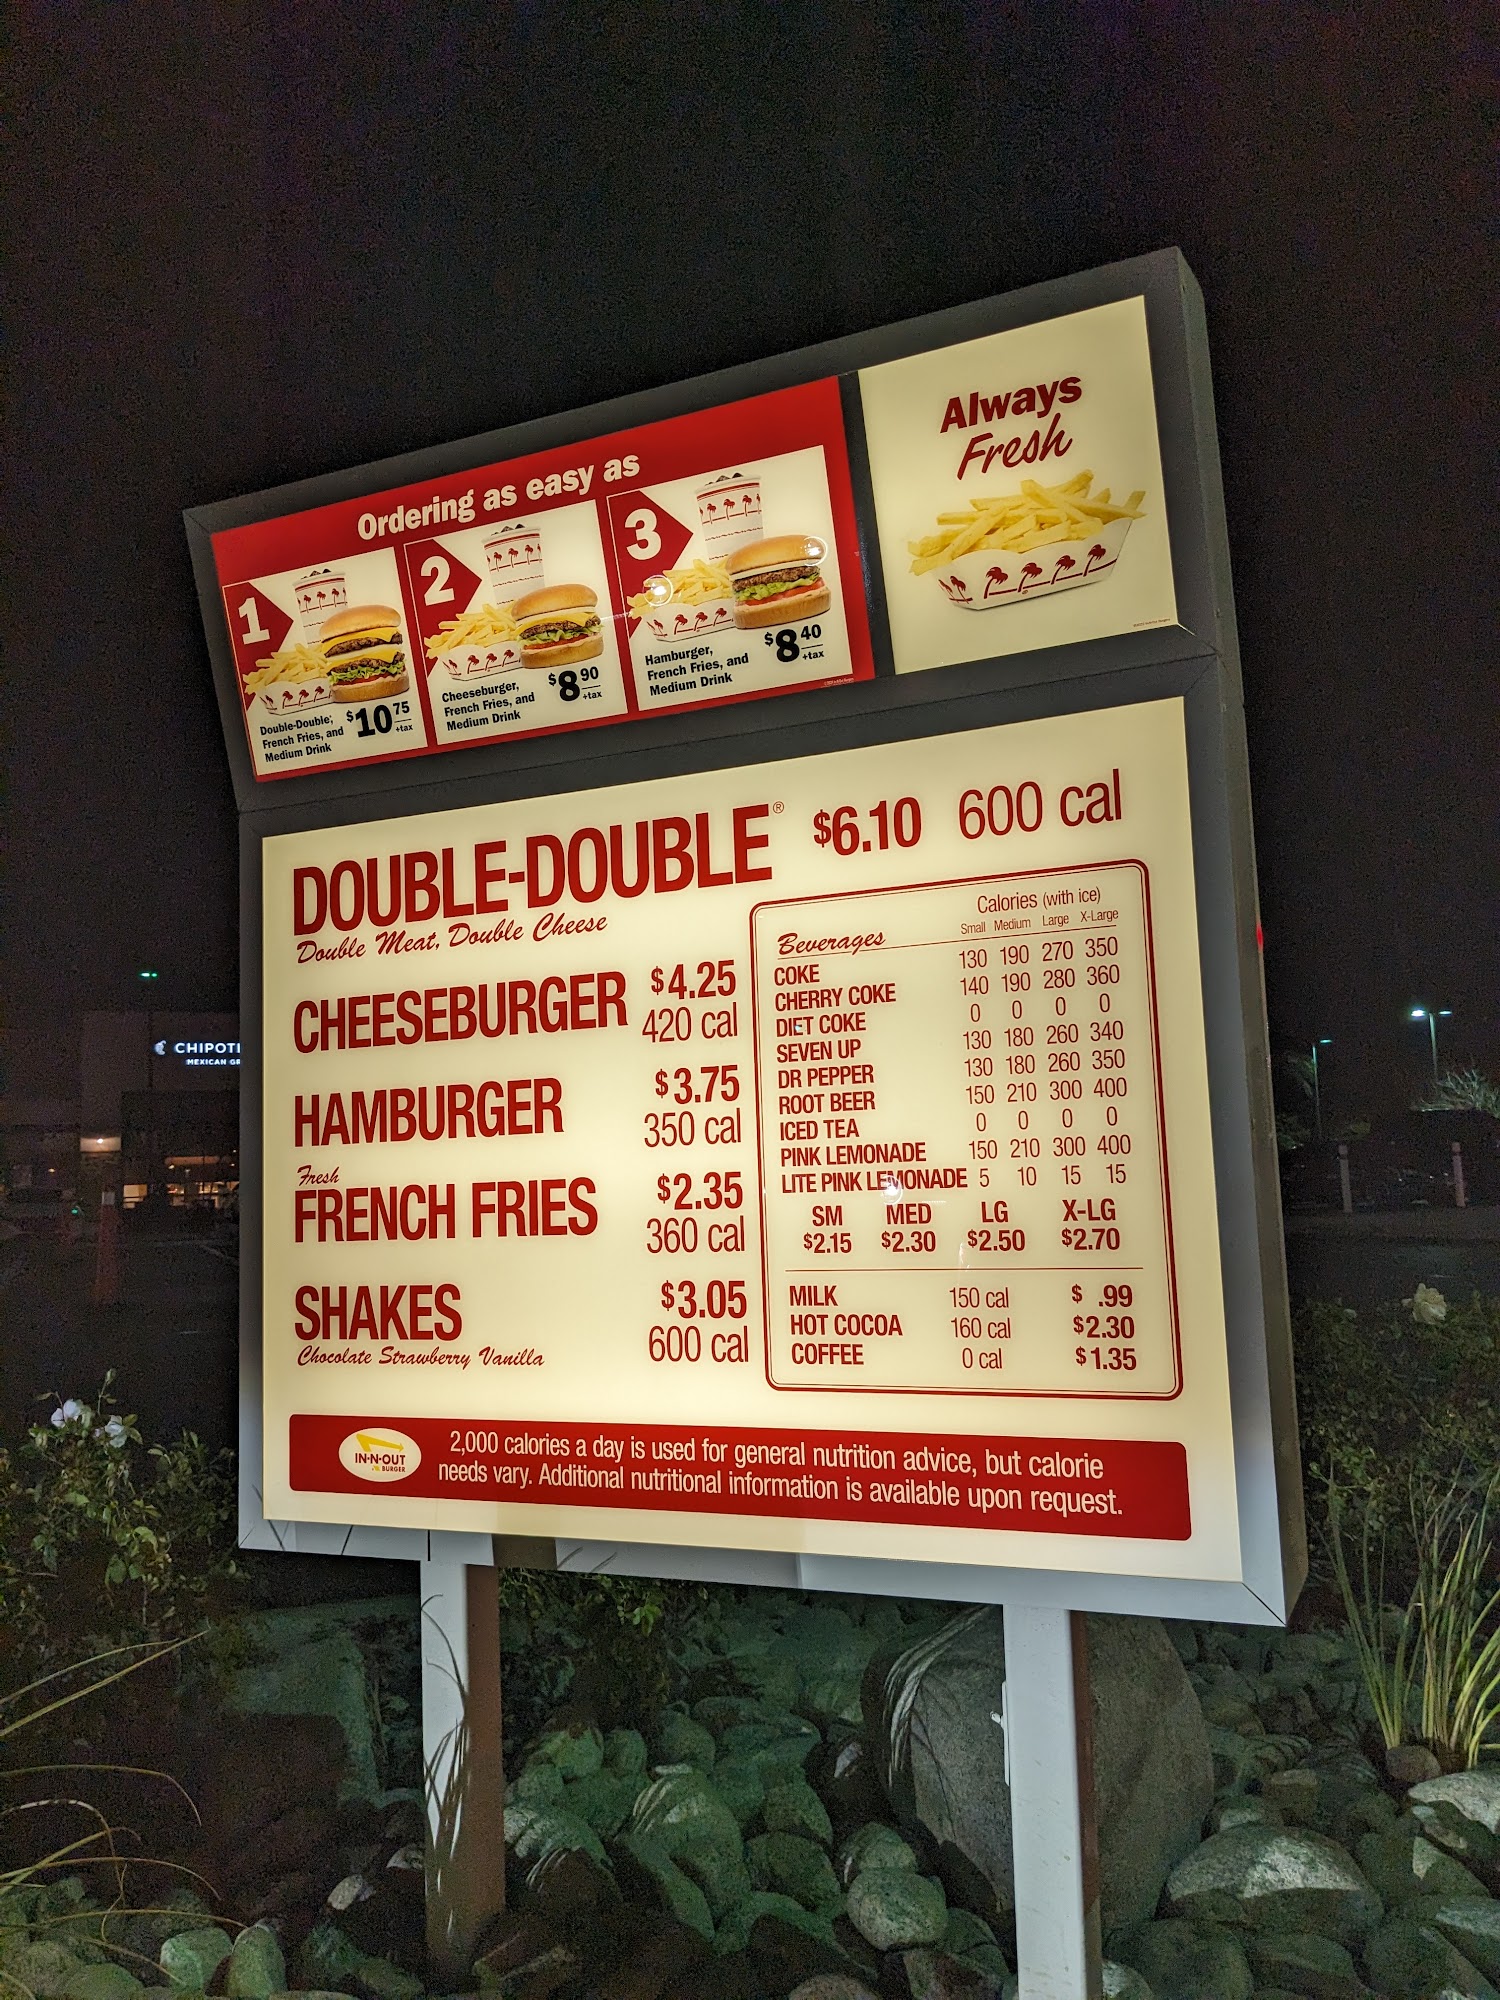 Always
Fresh
Ordering as easy as
1
Double-Double,
French Fries, and
Medium Drink
$10 75
+tax
2
Cheeseburger,
French Fries, and
Medium Drink
$8 90
+tax
3
Hamburger,
French Fries, and
Medium Drink
$8 40
+tax
DOUBLE-DOUBLE® $6.10 600 cal
Double Meat, Double Cheese
CHEESEBURGER $4.25
420 cal
HAMBURGER $3.75
350 cal
Fresh
FRENCH FRIES $2.35
360 cal
SHAKES $3.05
Chocolate Strawberry Vanilla 600 cal
Calories (with ice)
Beverages Small Medium Large X-Large
COKE 130 190 270 350
CHERRY COKE 140 190 280 360
DIET COKE 0 0 0 0
SEVEN UP 130 180 260 340
DR PEPPER 130 180 260 350
ROOT BEER 150 210 300 400
ICED TEA 0 0 0 0
PINK LEMONADE 150 210 300 400
LITE PINK LEMONADE 5 10 15 15
SM MED LG X-LG
$2.15 $2.30 $2.50 $2.70
MILK 150 cal $ .99
HOT COCOA 160 cal $2.30
COFFEE 0 cal $1.35
IN-N-OUT
BURGER
2,000 calories a day is used for general nutrition advice, but calorie
needs vary. Additional nutritional information is available upon request.
CHIPOTL
MEXICAN GR